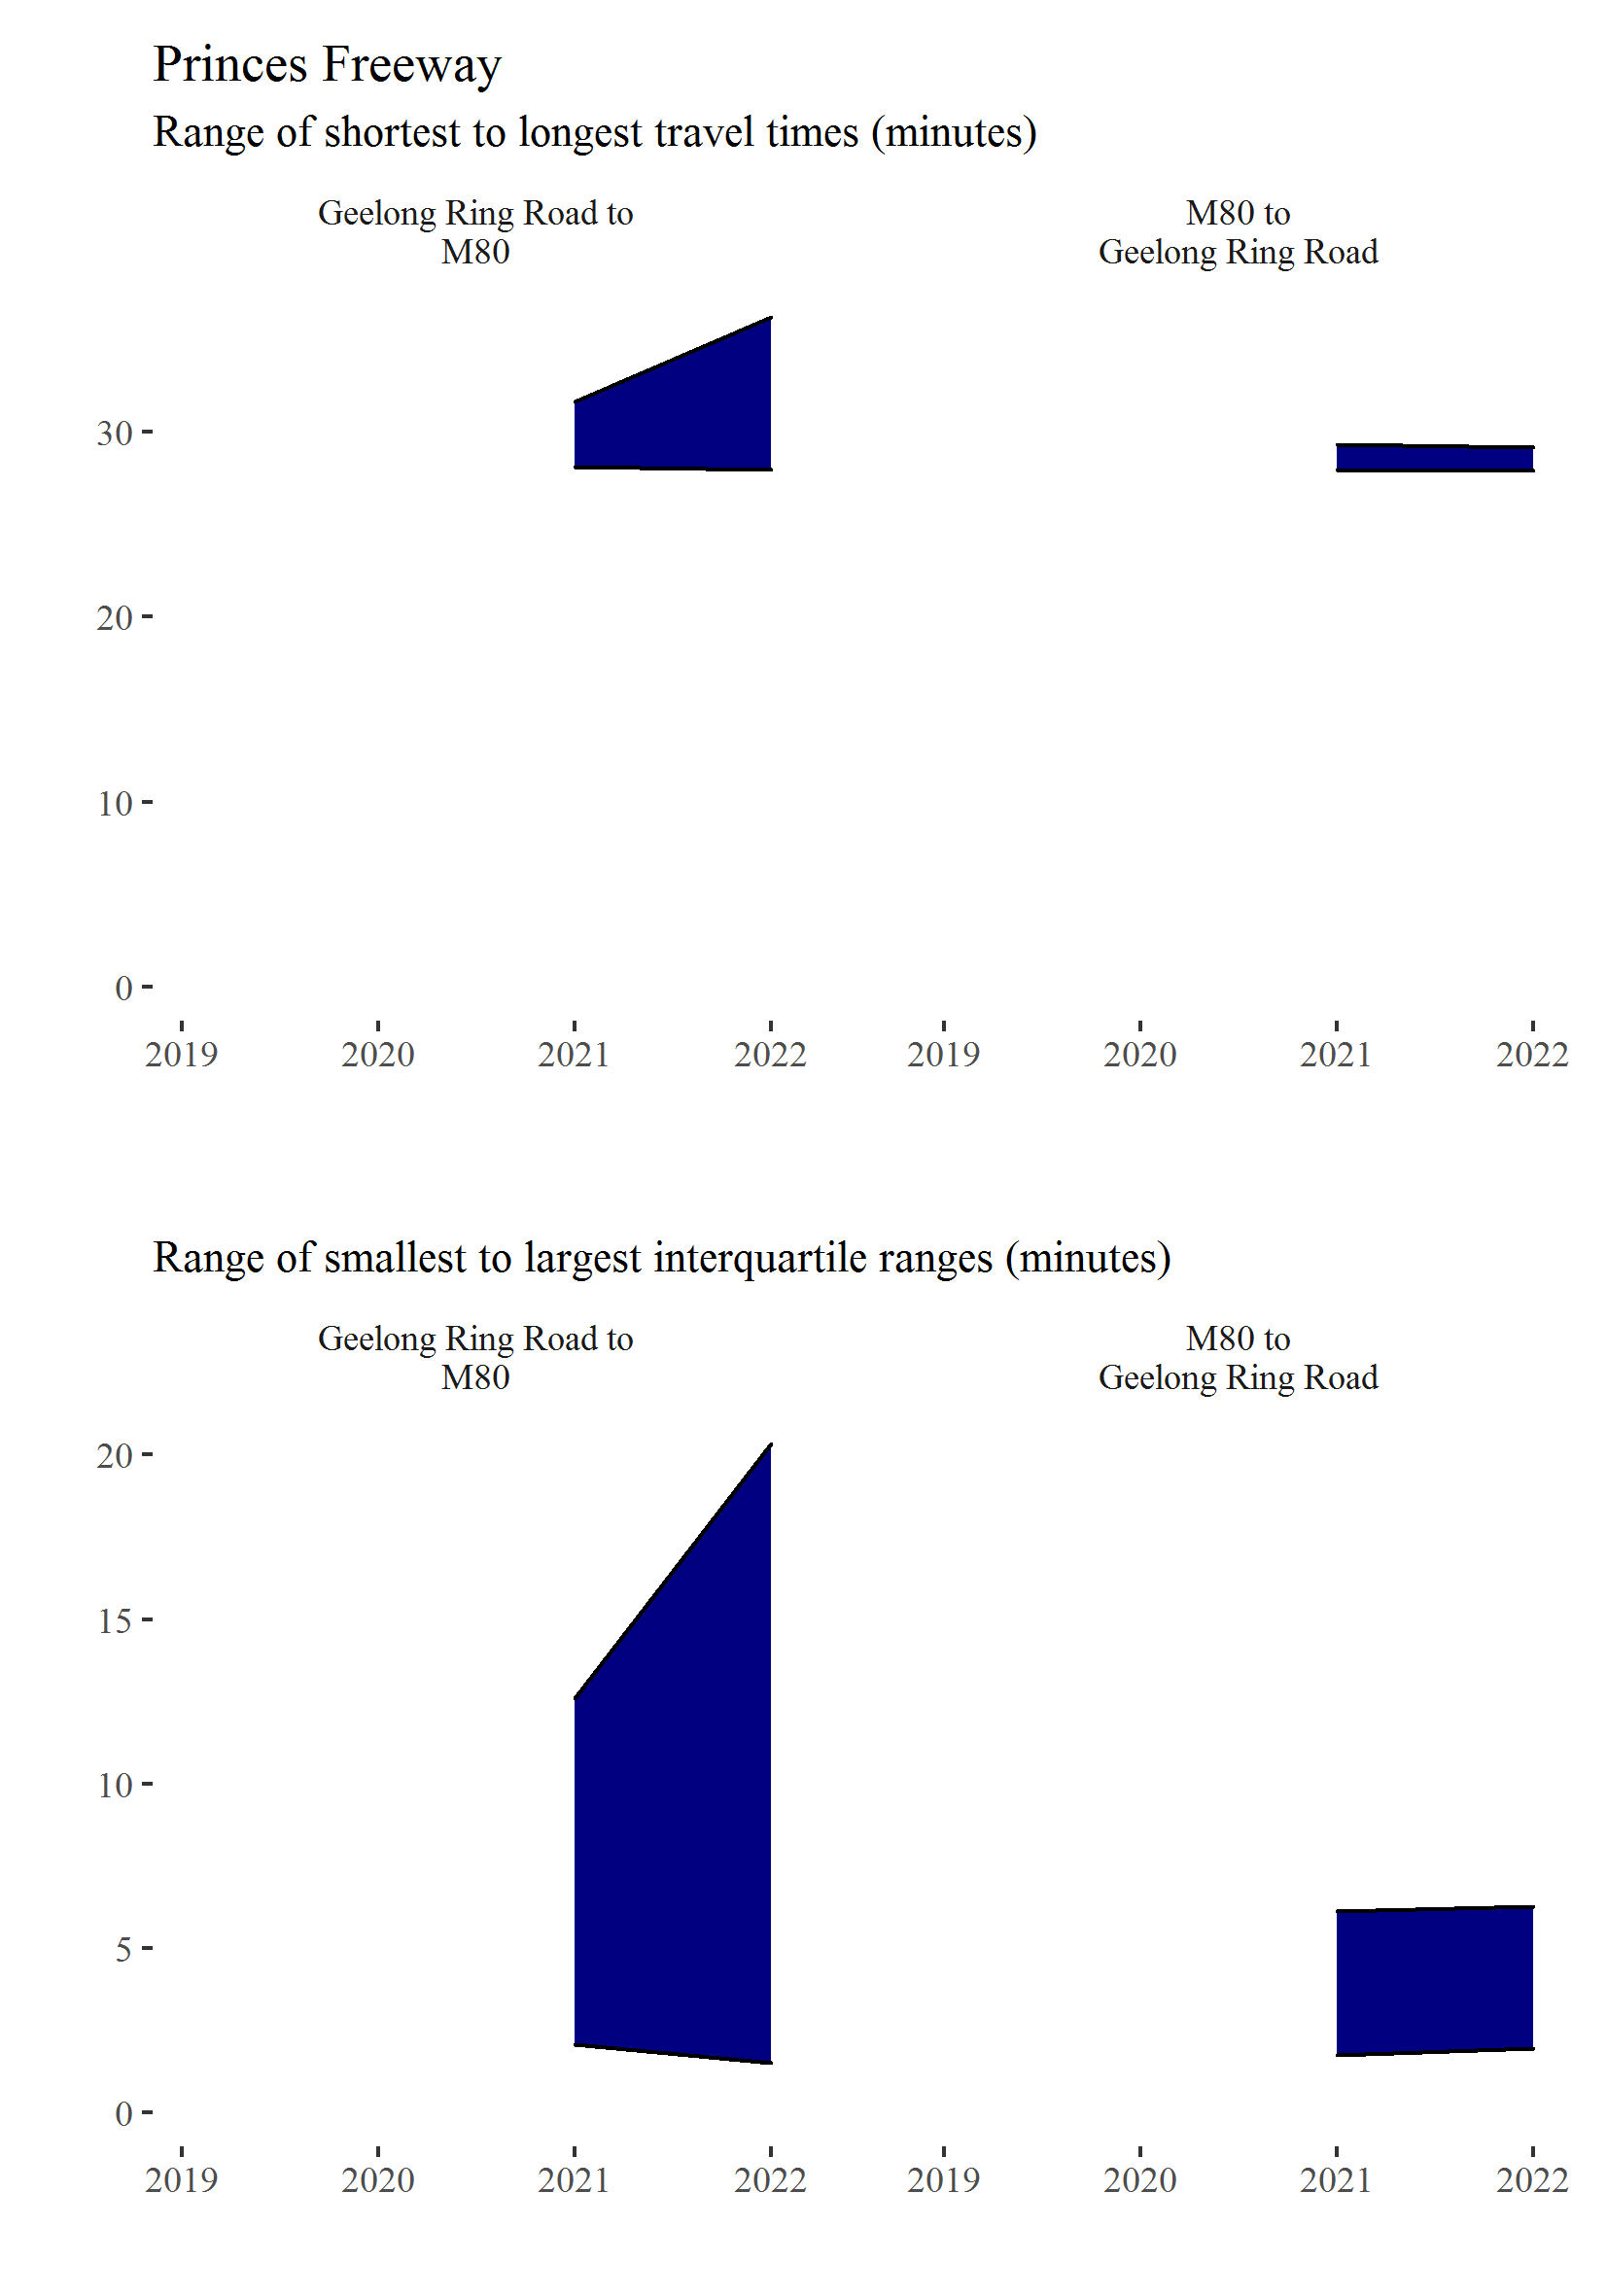 Princes Freeway
Range of shortest to longest travel times (minutes)
Geelong Ring Road to
M80
M80 to
Geelong Ring Road
30
20
10
0
2019 2020 2021 2022 2019 2020 2021 2022
Range of smallest to largest interquartile ranges (minutes)
Geelong Ring Road to
M80
M80 to
Geelong Ring Road
20
15
10
5
0
2019 2020 2021 2022 2019 2020 2021 2022